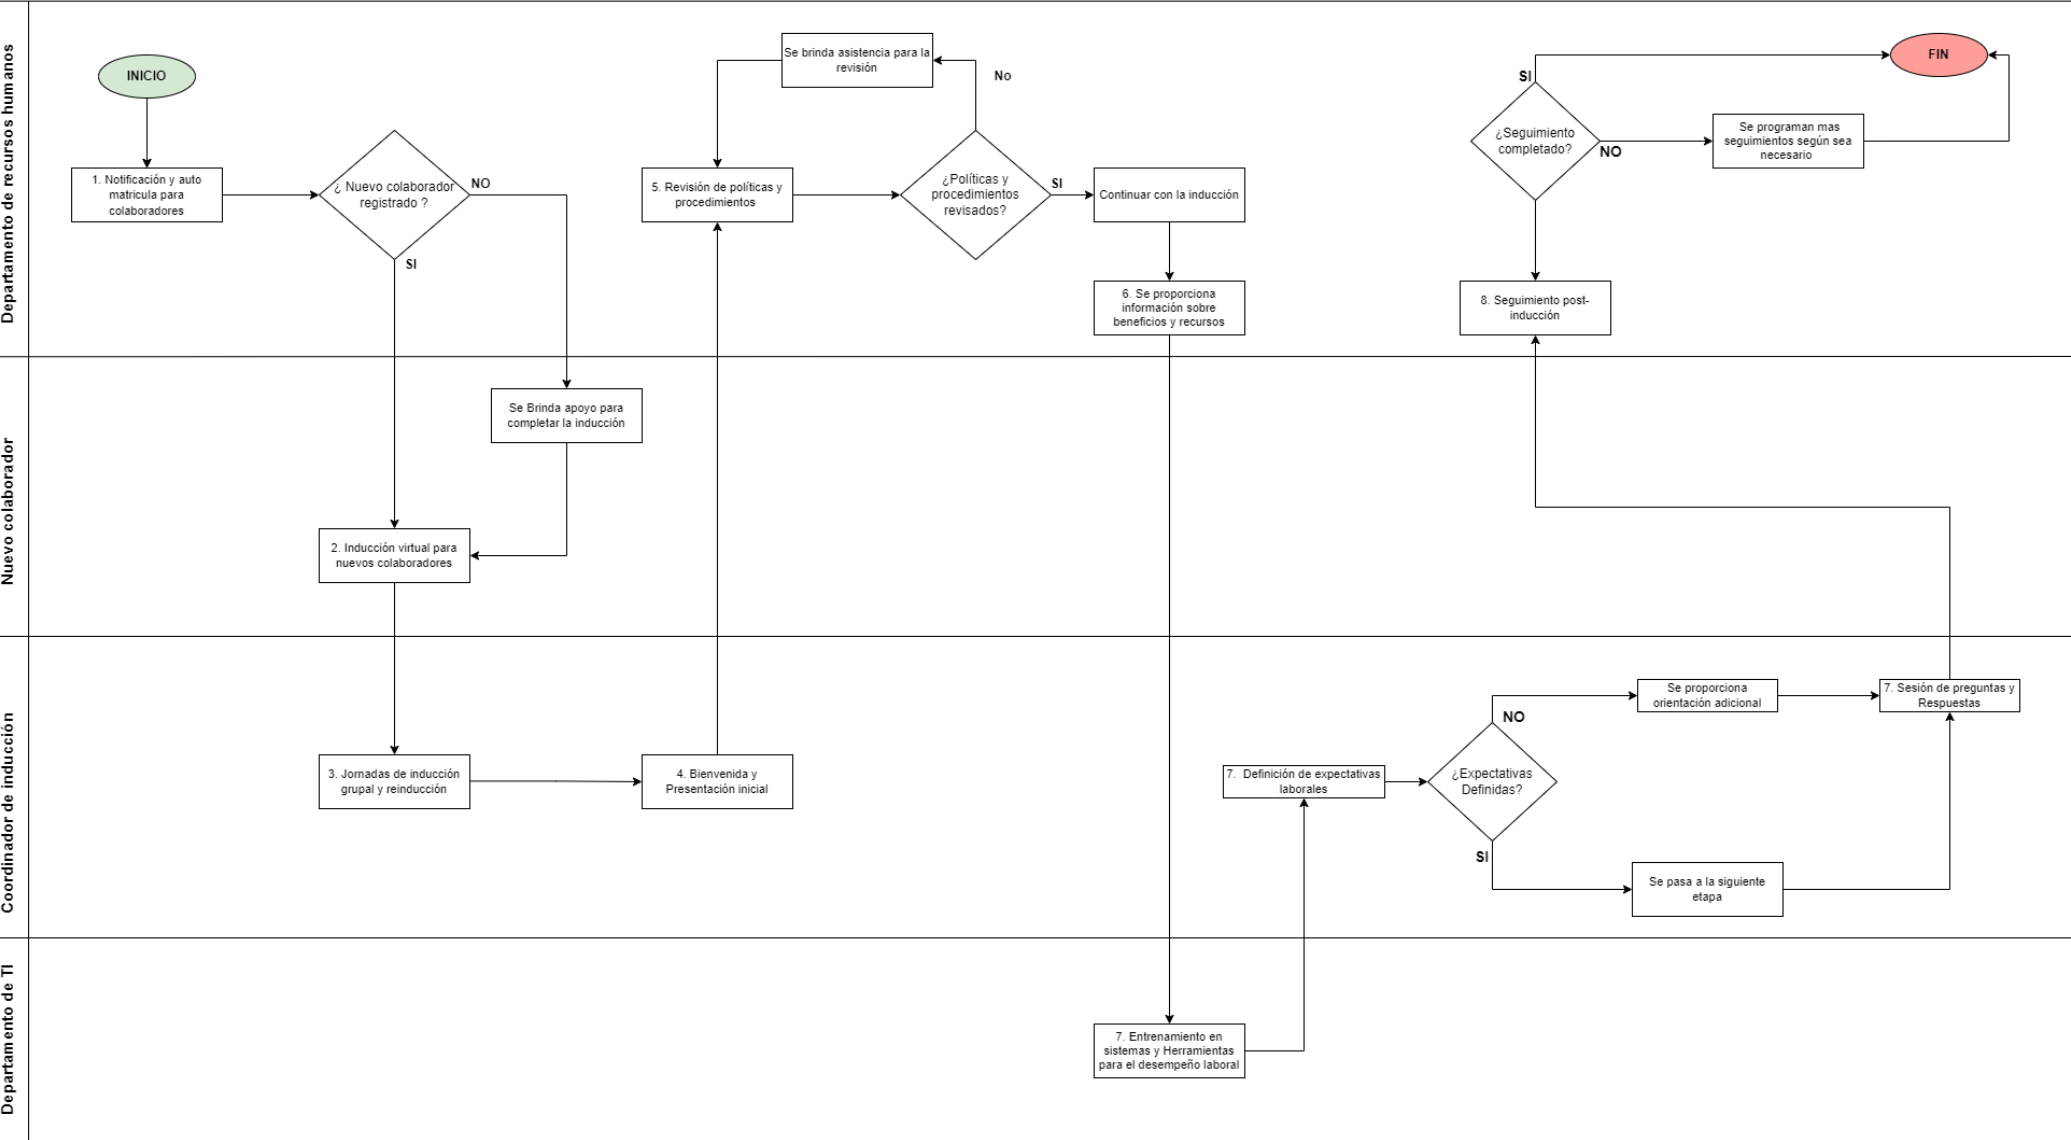 Departamento de recursos humanos
INICIO
1. Notificación y auto
matricula para
colaboradores
¿ Nuevo colaborador
registrado ?
NO
SI
Se brinda asistencia para la
revisión
No
5. Revisión de políticas y
procedimientos
¿Políticas y
procedimientos
revisados?
SI
Continuar con la inducción
6. Se proporciona
información sobre
beneficios y recursos
SI
¿Seguimiento
completado?
NO
Se programan mas
seguimientos según sea
necesario
FIN
8. Seguimiento post-
inducción
Nuevo colaborador
Se Brinda apoyo para
completar la inducción
2. Inducción virtual para
nuevos colaboradores
Coordinador de inducción
3. Jornadas de inducción
grupal y reinducción
4. Bienvenida y
Presentación inicial
7.  Definición de expectativas
laborales
¿Expectativas
Definidas?
NO
Se proporciona
orientación adicional
7. Sesión de preguntas y
Respuestas
SI
Se pasa a la siguiente
etapa
Departamento de TI
7. Entrenamiento en
sistemas y Herramientas
para el desempeño laboral